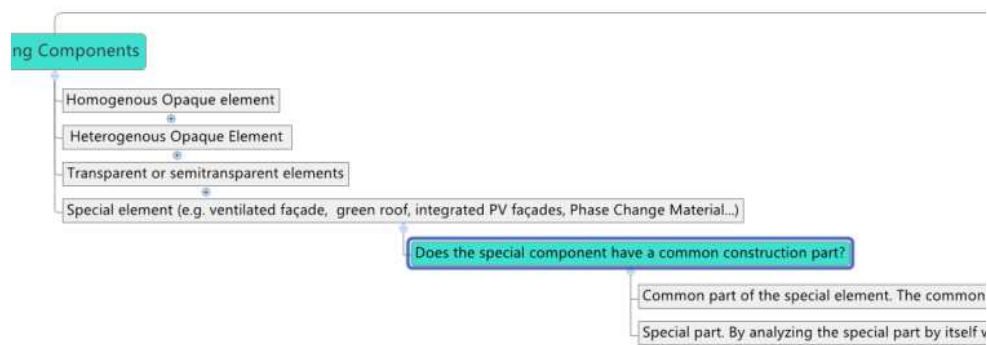 ng Components
Homogenous Opaque element
Heterogenous Opaque Element
Transparent or semitransparent elements
Special element (e.g. ventilated façade, green roof, integrated PV façades, Phase Change Material...)
Does the special component have a common construction part?
Common part of the special element. The common
Special part. By analyzing the special part by itself